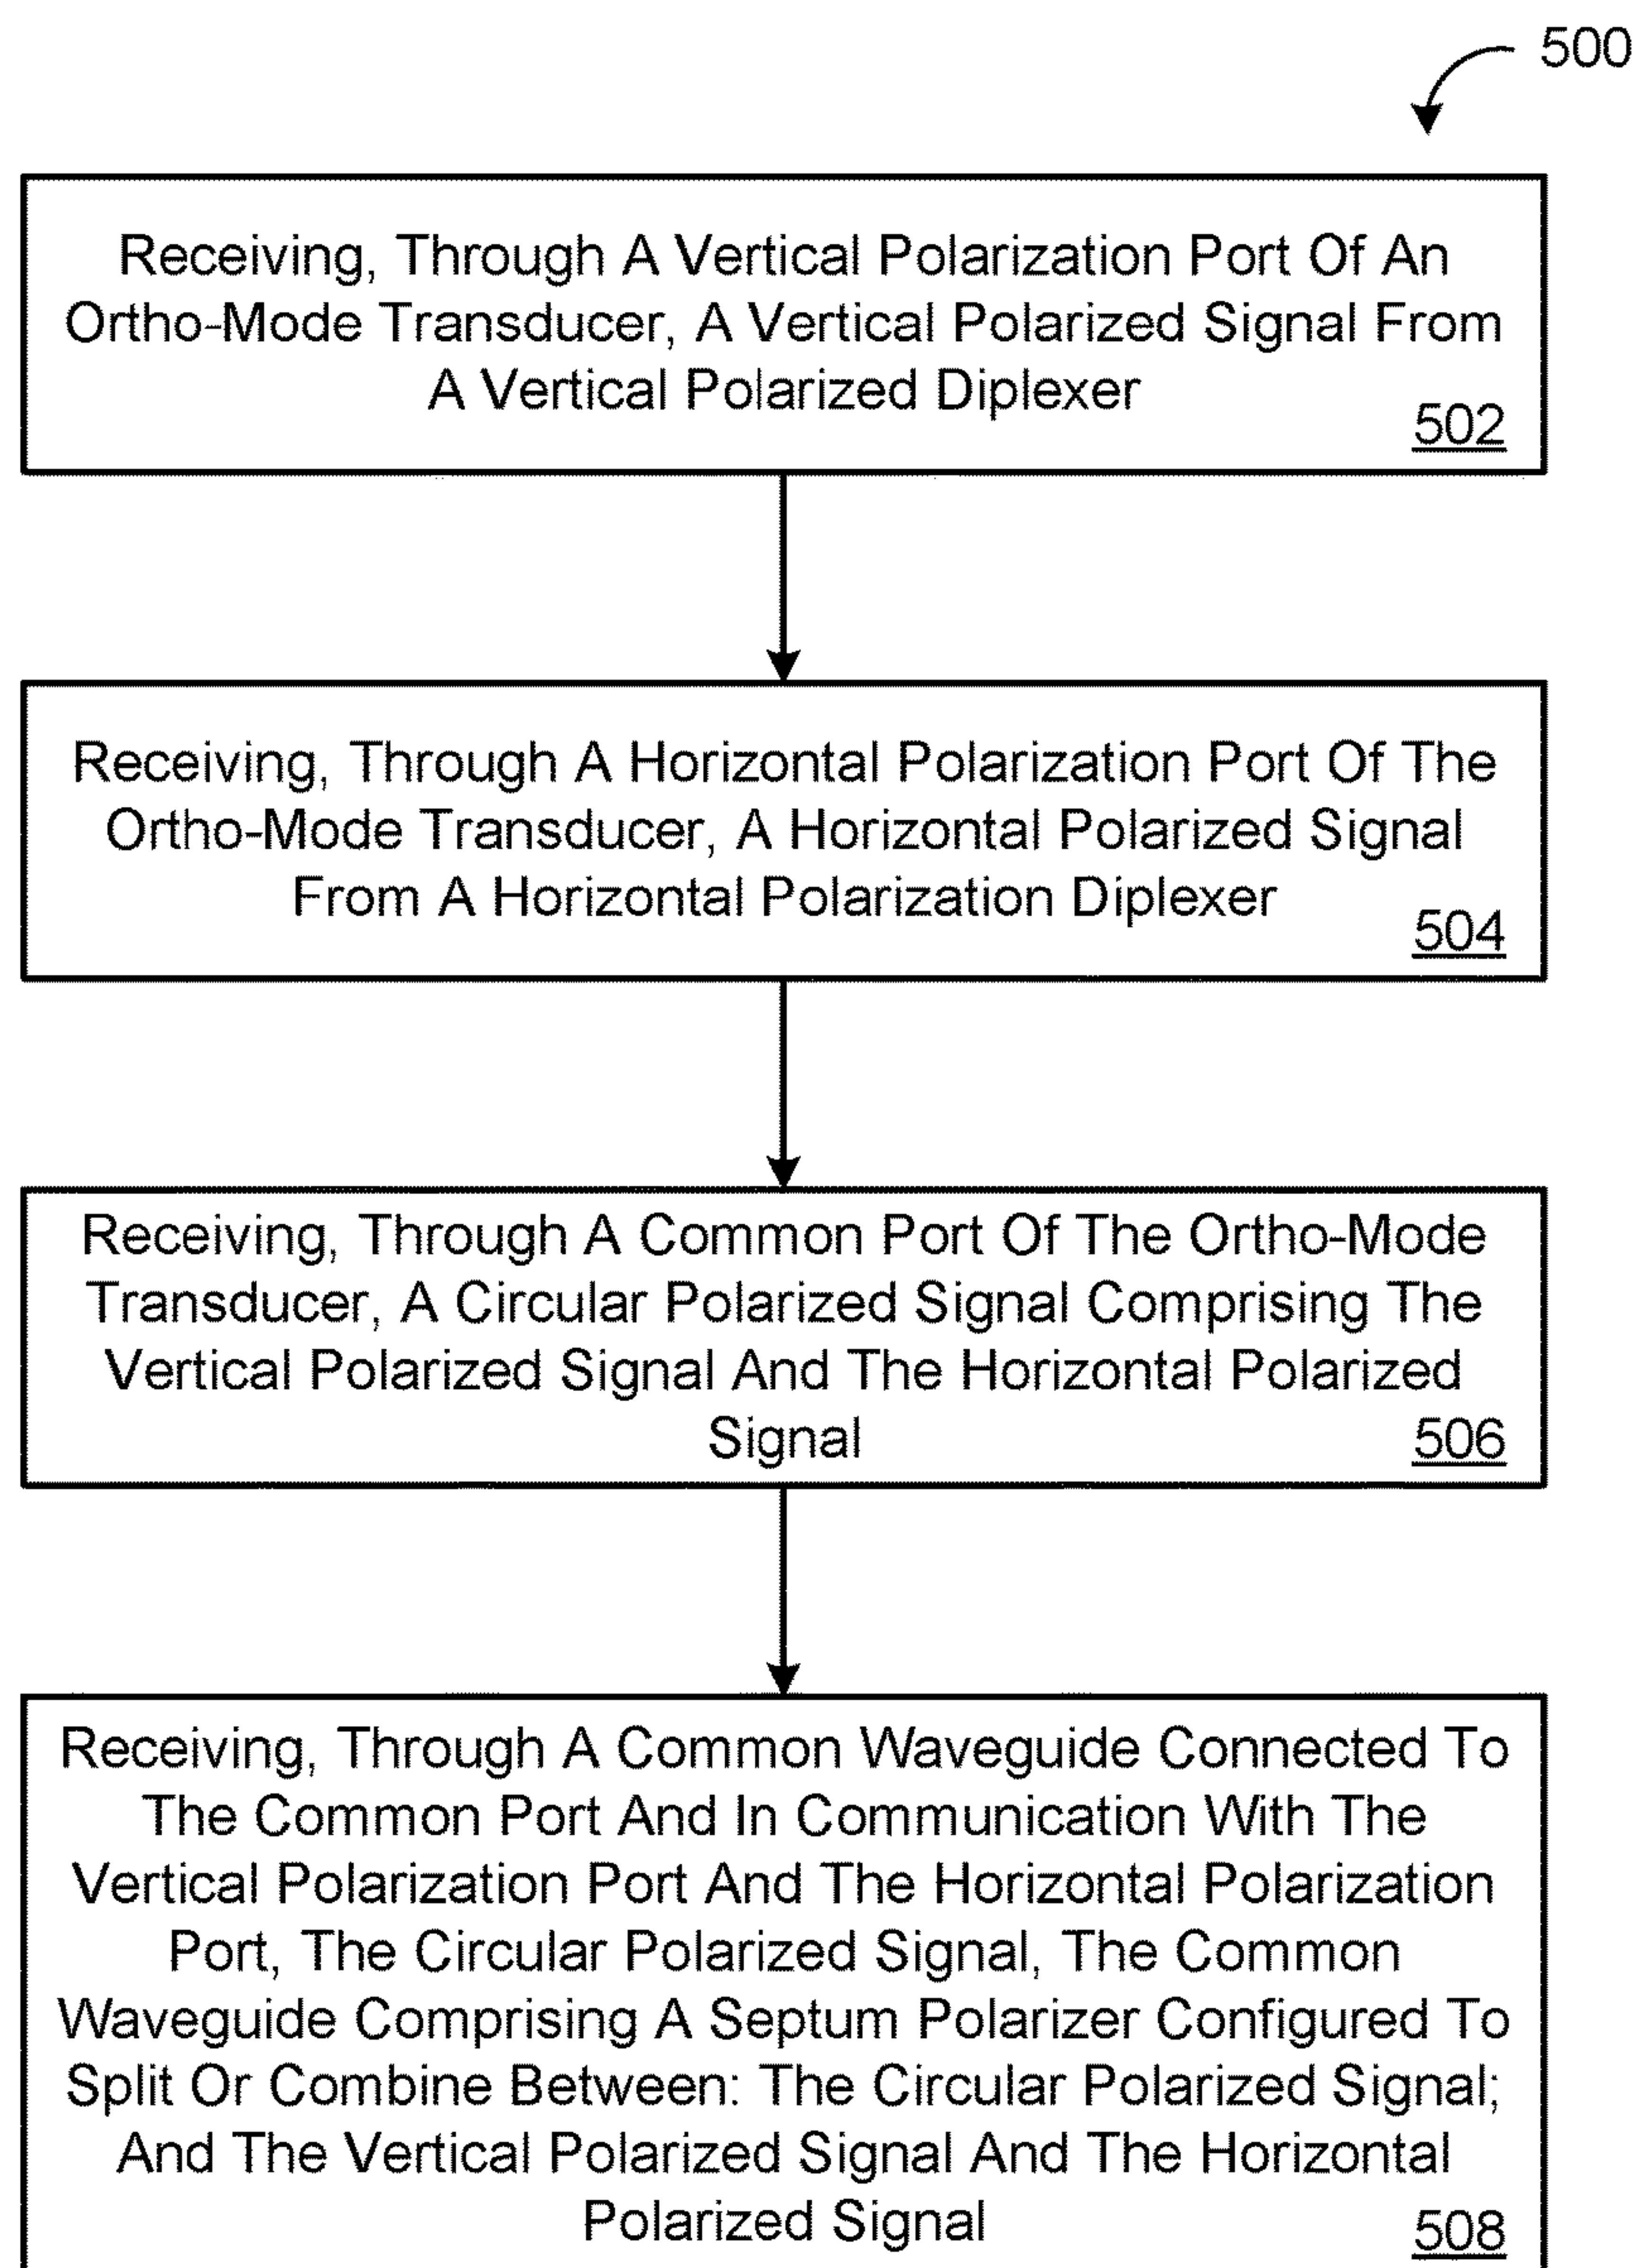 500
Receiving, Through A Vertical Polarization Port Of An
Ortho-Mode Transducer, A Vertical Polarized Signal From
A Vertical Polarized Diplexer
502
Receiving, Through A Horizontal Polarization Port Of The
Ortho-Mode Transducer, A Horizontal Polarized Signal
From A Horizontal Polarization Diplexer
504
Receiving, Through A Common Port Of The Ortho-Mode
Transducer, A Circular Polarized Signal Comprising The
Vertical Polarized Signal And The Horizontal Polarized
Signal
506
Receiving, Through A Common Waveguide Connected To
The Common Port And In Communication With The
Vertical Polarization Port And The Horizontal Polarization
Port, The Circular Polarized Signal, The Common
Waveguide Comprising A Septum Polarizer Configured To
Split Or Combine Between: The Circular Polarized Signal;
And The Vertical Polarized Signal And The Horizontal
Polarized Signal
508